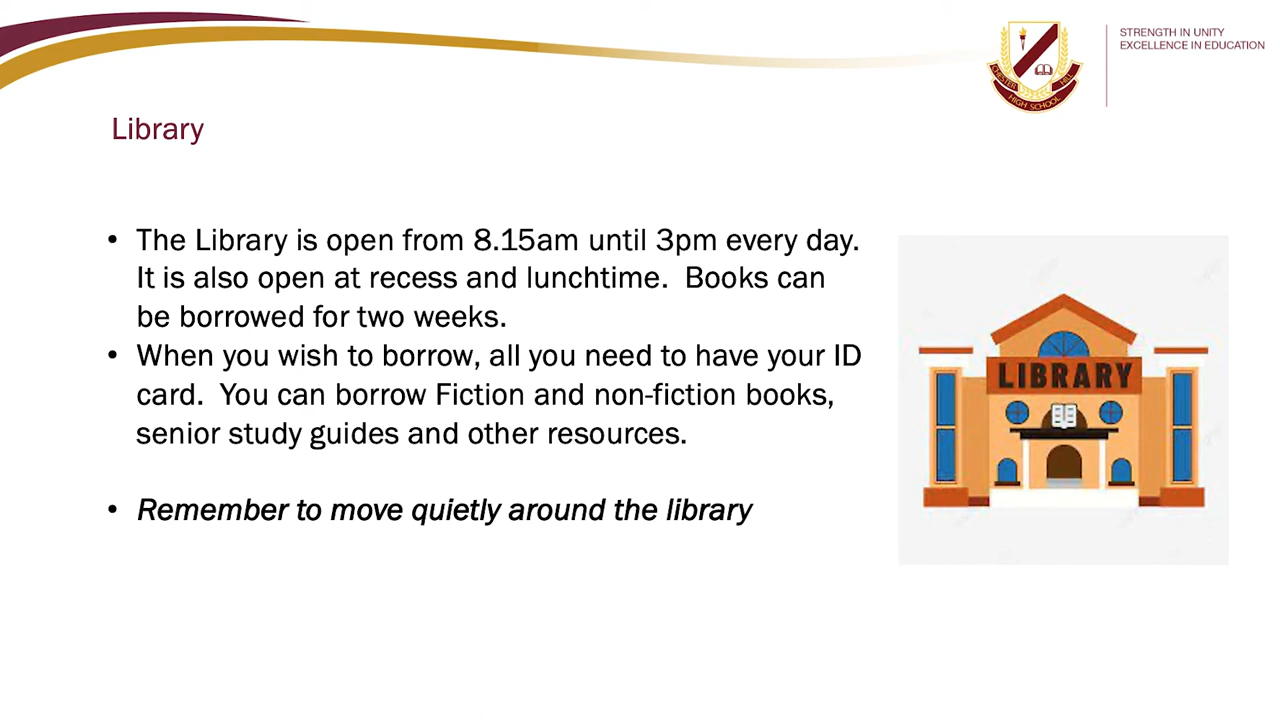 STRENGTH IN UNITY
EXCELLENCE IN EDUCATION
CHESTER HILL
HIGH SCHOOL
Library
• The Library is open from 8.15am until 3pm every day.
It is also open at recess and lunchtime.  Books can
be borrowed for two weeks.
• When you wish to borrow, all you need to have your ID
card.  You can borrow Fiction and non-fiction books,
senior study guides and other resources.
• Remember to move quietly around the library
LIBRARY